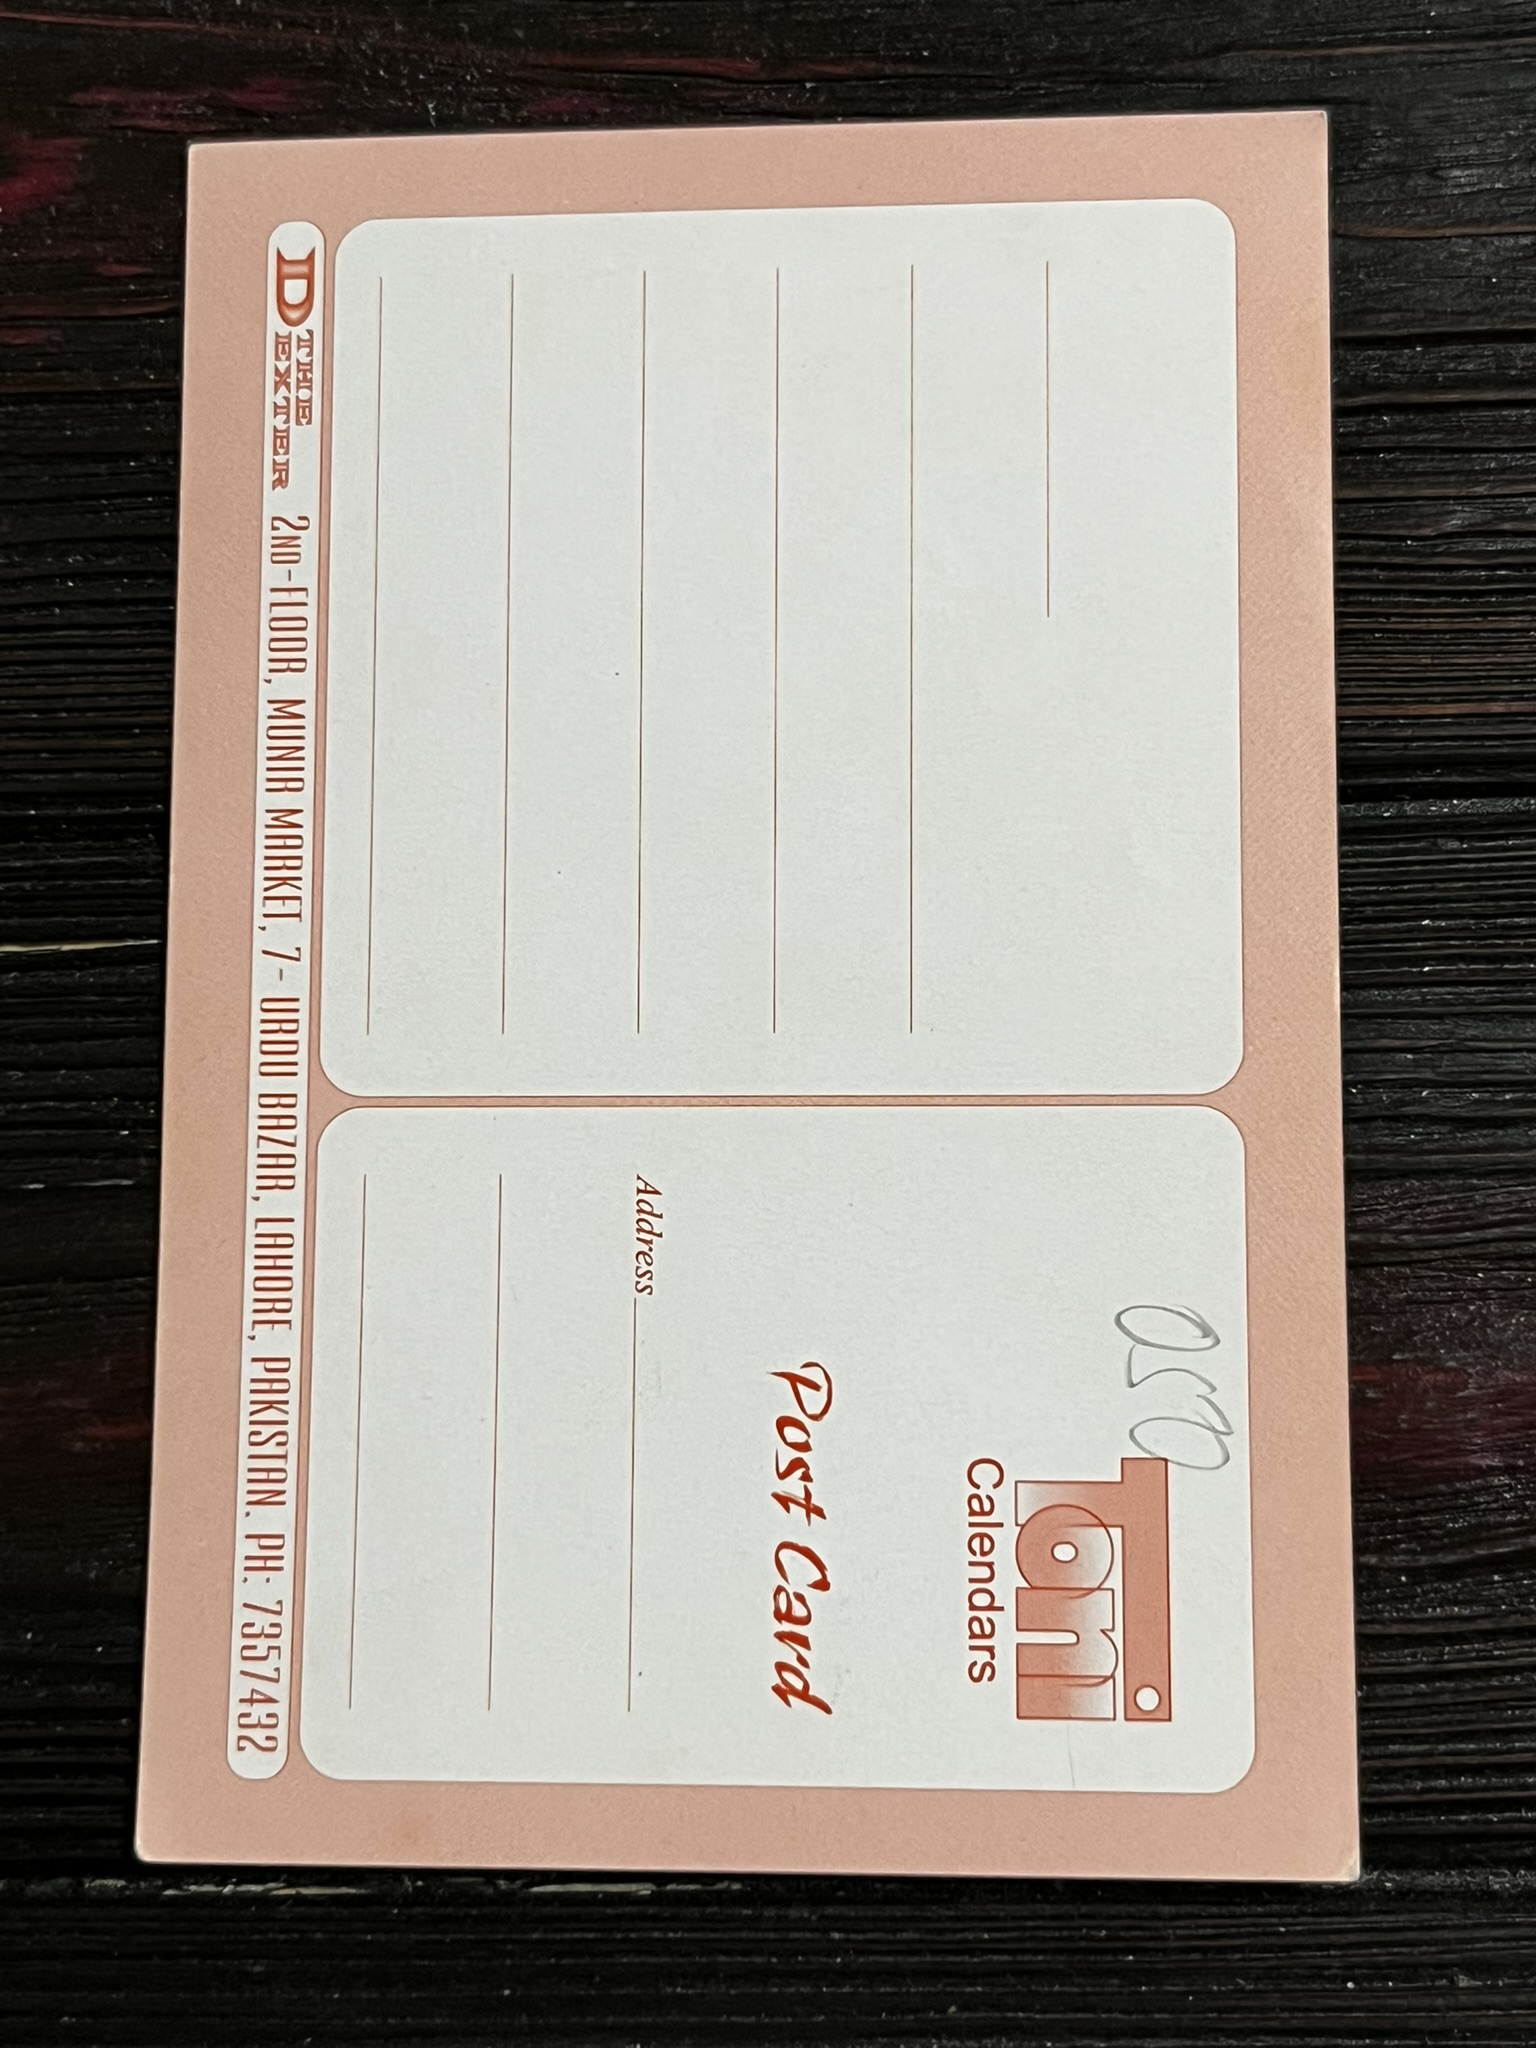 Toni
Calendars
Post Card
Address
THE
DEXTER 2ND-FLOOR, MUNIR MARKET, 7- URDU BAZAR, LAHORE, PAKISTAN. PH: 7357432